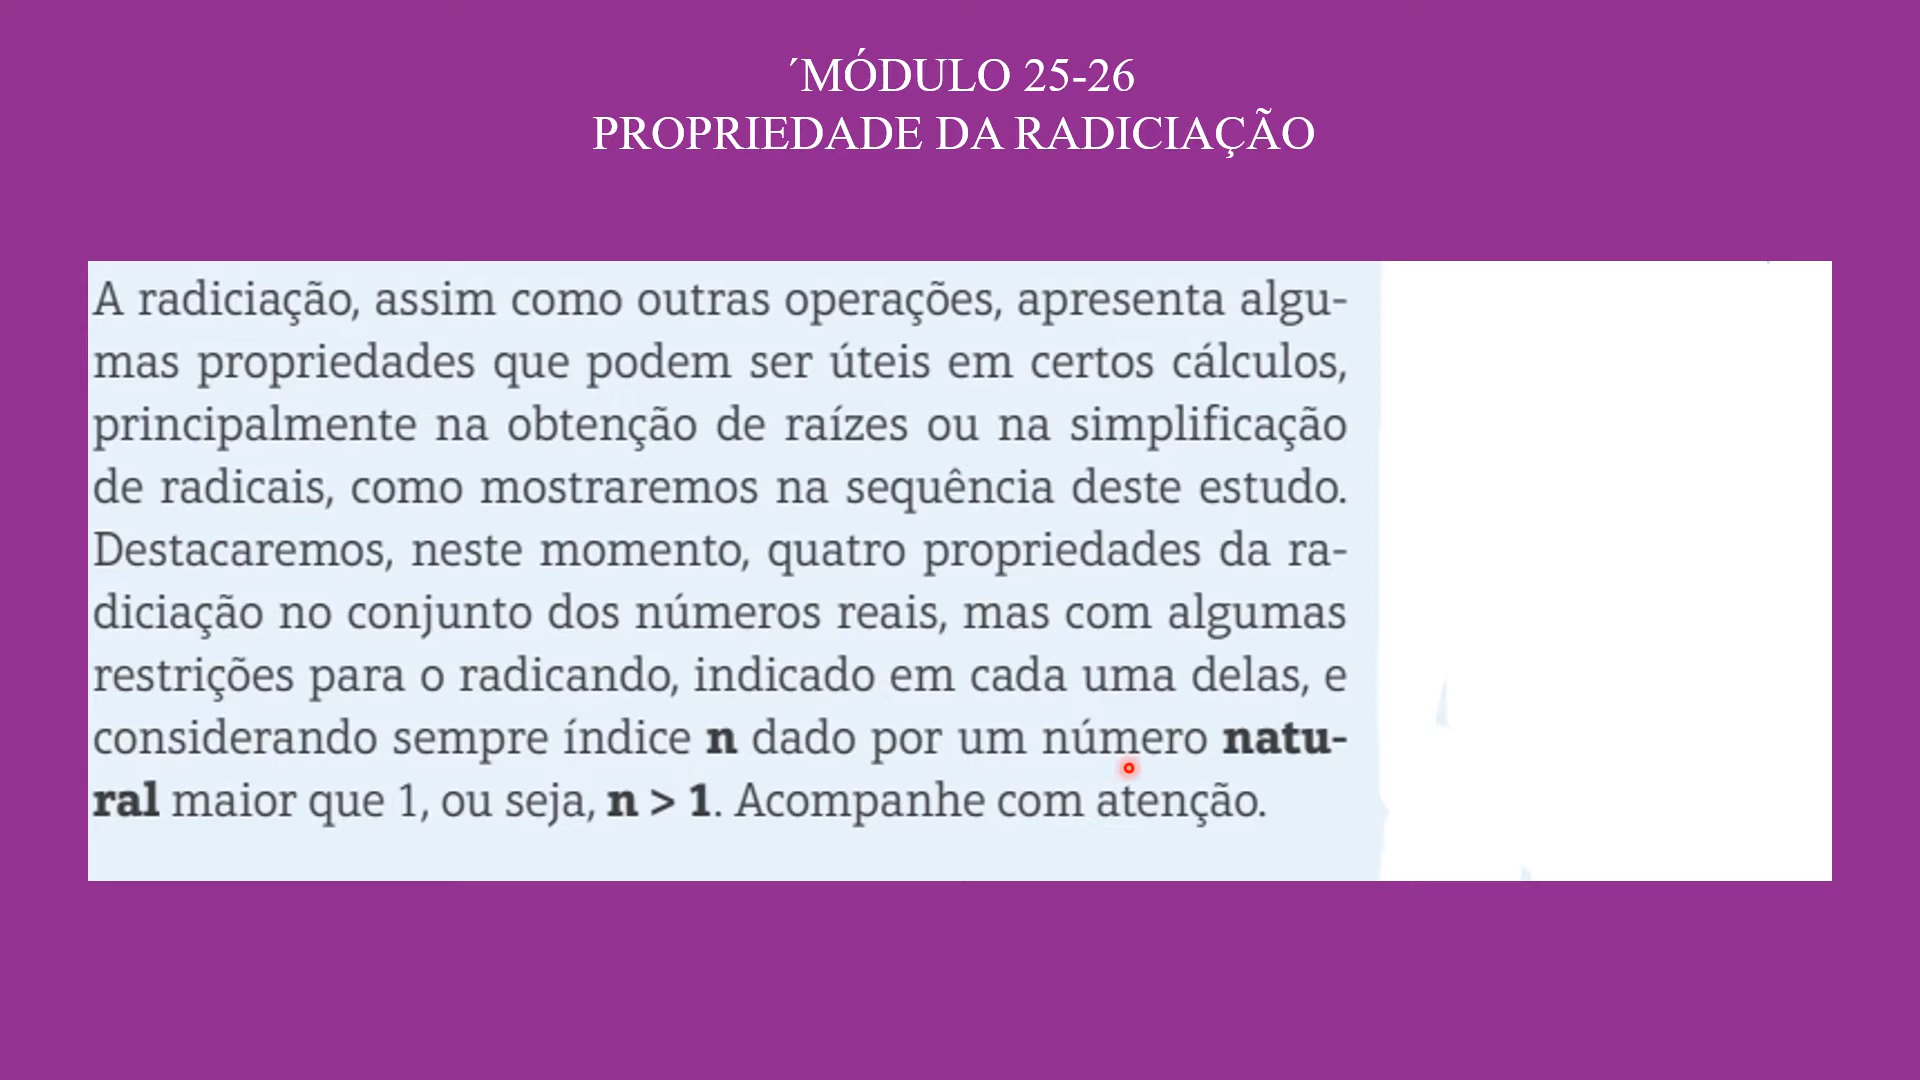 ´MÓDULO 25-26
PROPRIEDADE DA RADICIAÇÃO
A radiciação, assim como outras operações, apresenta algu-
mas propriedades que podem ser úteis em certos cálculos,
principalmente na obtenção de raízes ou na simplificação
de radicais, como mostraremos na sequência deste estudo.
Destacaremos, neste momento, quatro propriedades da ra-
diciação no conjunto dos números reais, mas com algumas
restrições para o radicando, indicado em cada uma delas, e
considerando sempre índice n dado por um número natu-
ral maior que 1, ou seja, n > 1. Acompanhe com atenção.